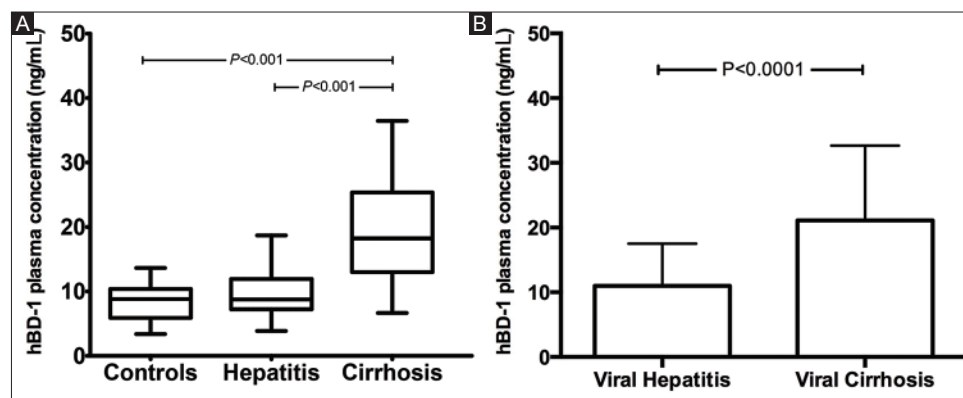 A
hBD-1 plasma concentration (ng/mL)
50
40
30
20
10
0
P<0.001
P<0.001
Controls Hepatitis Cirrhosis
B
hBD-1 plasma concentration (ng/mL)
50
40
30
20
10
0
P<0.0001
Viral Hepatitis Viral Cirrhosis